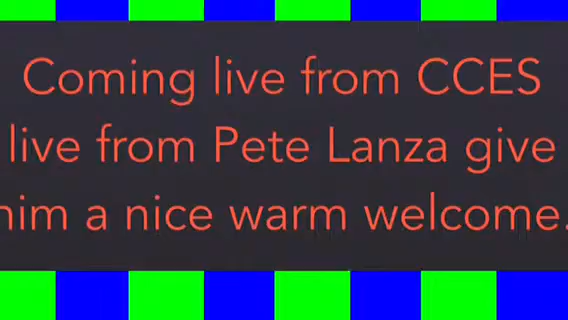 Coming live from CCES
live from Pete Lanza give
him a nice warm welcome.